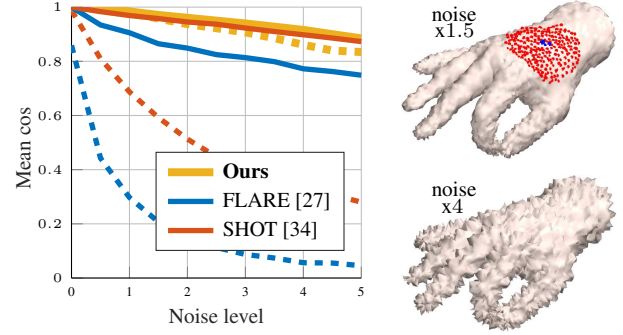 1
0.8
0.6
0.4
0.2
0
0 1 2 3 4 5
Mean cos
Noise level
Ours
FLARE [27]
SHOT [34]
noise
x1.5
noise
x4